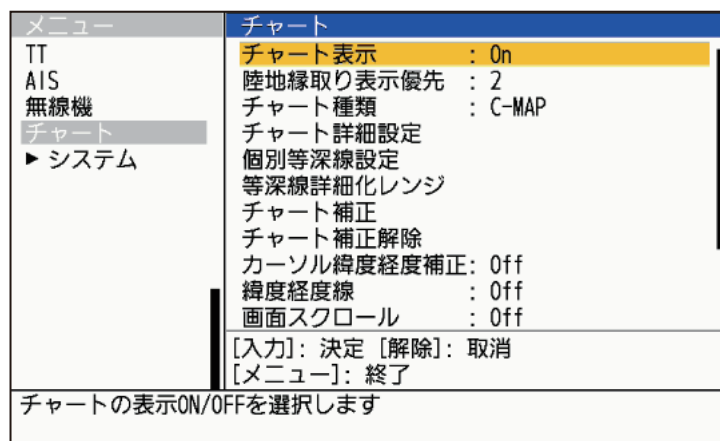 メニュー
TT
AIS
無線機
チャート
▶ システム
チャート
チャート表示 : On
陸地縁取り表示優先 : 2
チャート種類 : C-MAP
チャート詳細設定
個別等深線設定
等深線詳細化レンジ
チャート補正
チャート補正解除
カーソル緯度経度補正: Off
緯度経度線 : Off
画面スクロール : Off
[入力]: 決定 [解除]: 取消
[メニュー]: 終了
チャートの表示ON/OFFを選択します